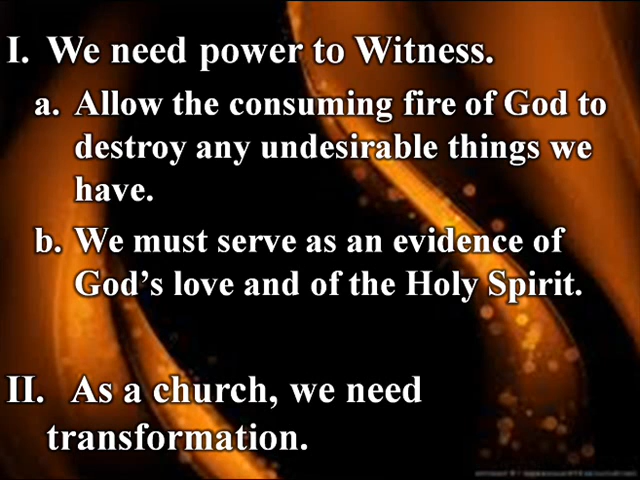 I. We need power to Witness.
a. Allow the consuming fire of God to
destroy any undesirable things we
have.
b. We must serve as an evidence of
God’s love and of the Holy Spirit.
II. As a church, we need
transformation.